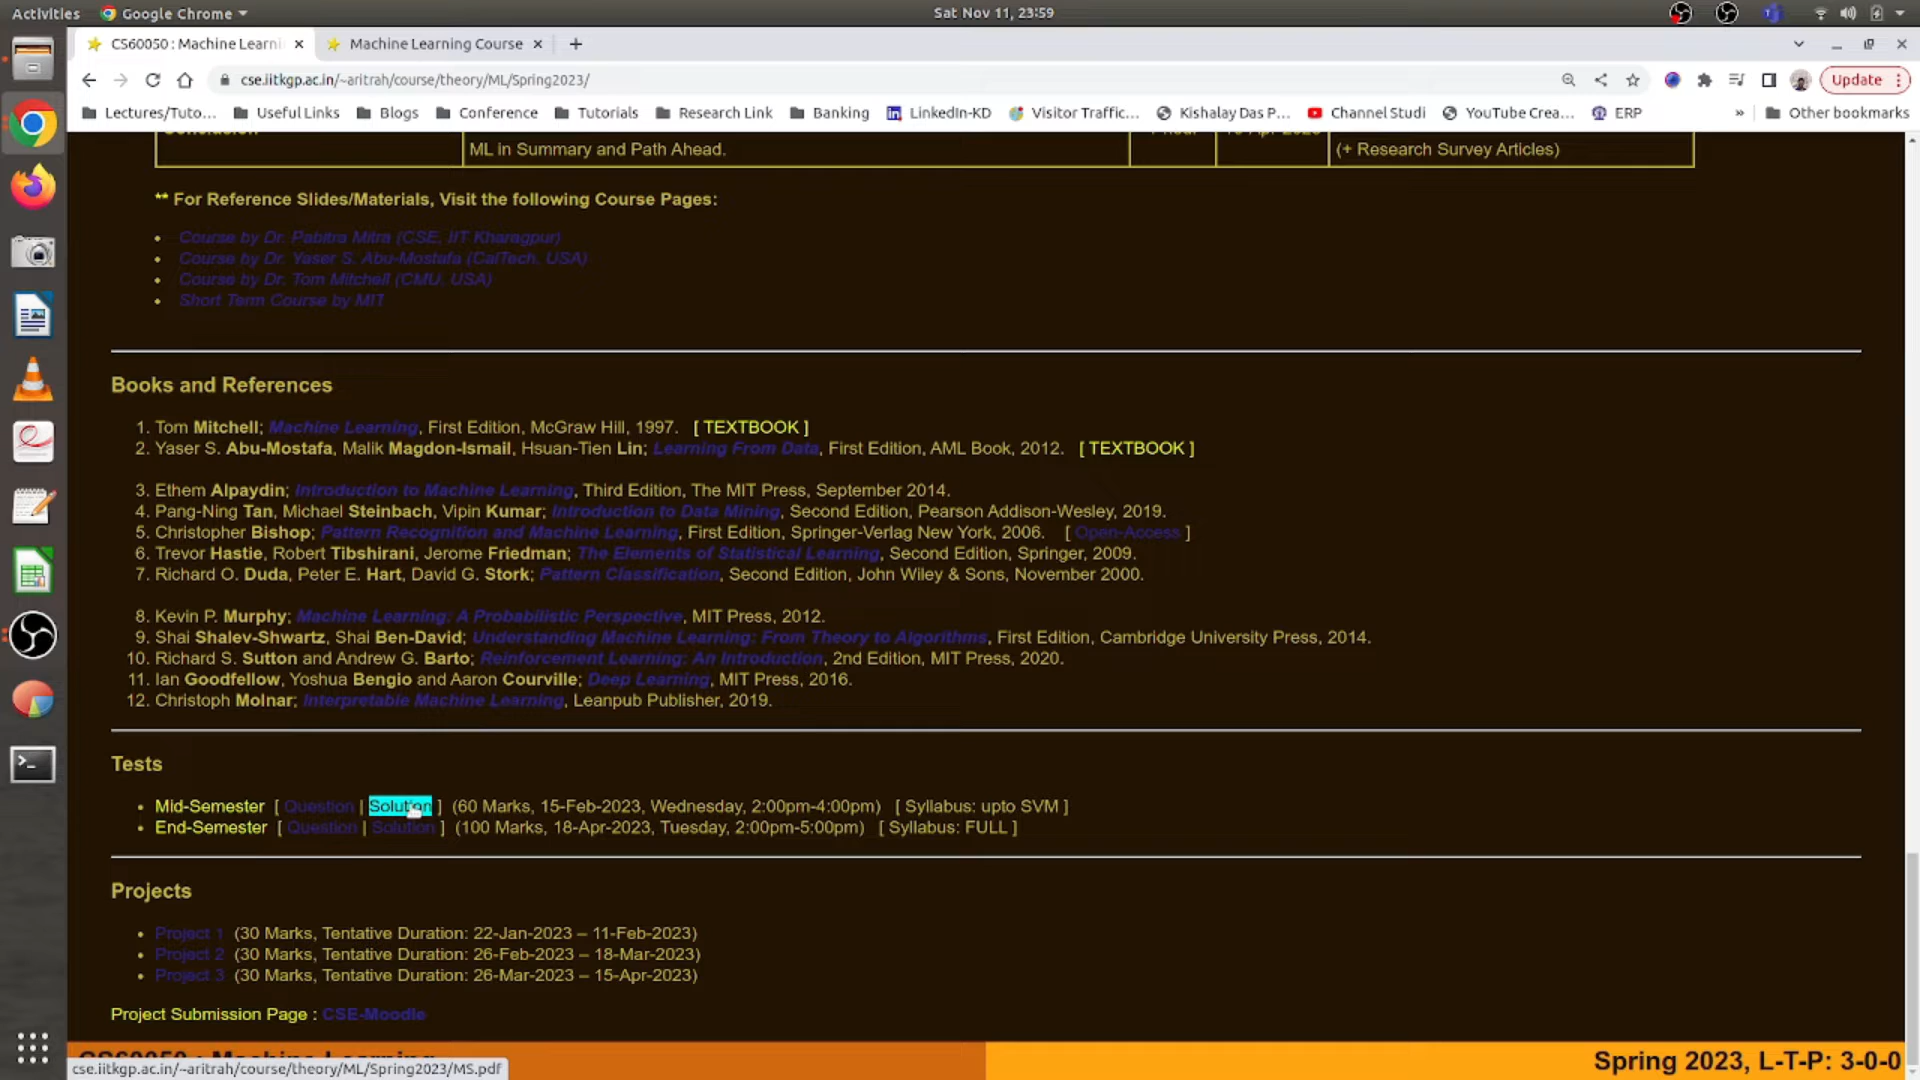 Activities Google Chrome Sat Nov 11, 23:59
CS60050 : Machine Learni Machine Learning Course
cse.iitkgp.ac.in/~aritrah/course/theory/ML/Spring2023/ Update
Lectures/Tuto... Useful Links Blogs Conference Tutorials Research Link Banking LinkedIn-KD Visitor Traffic... Kishalay Das P... Channel Studi YouTube Crea... ERP » Other bookmarks
Conclusion
ML in Summary and Path Ahead. (+ Research Survey Articles)
** For Reference Slides/Materials, Visit the following Course Pages:
• Course by Dr. Pabitra Mitra (CSE, IIT Kharagpur)
• Course by Dr. Yaser S. Abu-Mostafa (CalTech, USA)
• Course by Dr. Tom Mitchell (CMU, USA)
• Short Term Course by MIT
Books and References
1. Tom Mitchell; Machine Learning, First Edition, McGraw Hill, 1997. [ TEXTBOOK ]
2. Yaser S. Abu-Mostafa, Malik Magdon-Ismail, Hsuan-Tien Lin; Learning From Data, First Edition, AML Book, 2012. [ TEXTBOOK ]
3. Ethem Alpaydin; Introduction to Machine Learning, Third Edition, The MIT Press, September 2014.
4. Pang-Ning Tan, Michael Steinbach, Vipin Kumar; Introduction to Data Mining, Second Edition, Pearson Addison-Wesley, 2019.
5. Christopher Bishop; Pattern Recognition and Machine Learning, First Edition, Springer-Verlag New York, 2006. [ Open-Access ]
6. Trevor Hastie, Robert Tibshirani, Jerome Friedman; The Elements of Statistical Learning, Second Edition, Springer, 2009.
7. Richard O. Duda, Peter E. Hart, David G. Stork; Pattern Classification, Second Edition, John Wiley & Sons, November 2000.
8. Kevin P. Murphy; Machine Learning: A Probabilistic Perspective, MIT Press, 2012.
9. Shai Shalev-Shwartz, Shai Ben-David; Understanding Machine Learning: From Theory to Algorithms, First Edition, Cambridge University Press, 2014.
10. Richard S. Sutton and Andrew G. Barto; Reinforcement Learning: An Introduction, 2nd Edition, MIT Press, 2020.
11. Ian Goodfellow, Yoshua Bengio and Aaron Courville; Deep Learning, MIT Press, 2016.
12. Christoph Molnar; Interpretable Machine Learning, Leanpub Publisher, 2019.
Tests
• Mid-Semester [ Question | Solution ] (60 Marks, 15-Feb-2023, Wednesday, 2:00pm-4:00pm) [ Syllabus: upto SVM ]
• End-Semester [ Question | Solution ] (100 Marks, 18-Apr-2023, Tuesday, 2:00pm-5:00pm) [ Syllabus: FULL ]
Projects
• Project 1 (30 Marks, Tentative Duration: 22-Jan-2023 – 11-Feb-2023)
• Project 2 (30 Marks, Tentative Duration: 26-Feb-2023 – 18-Mar-2023)
• Project 3 (30 Marks, Tentative Duration: 26-Mar-2023 – 15-Apr-2023)
Project Submission Page : CSE-Moodle
CS60050 : Machine Learning Spring 2023, L-T-P: 3-0-0
cse.iitkgp.ac.in/~aritrah/course/theory/ML/Spring2023/MS.pdf